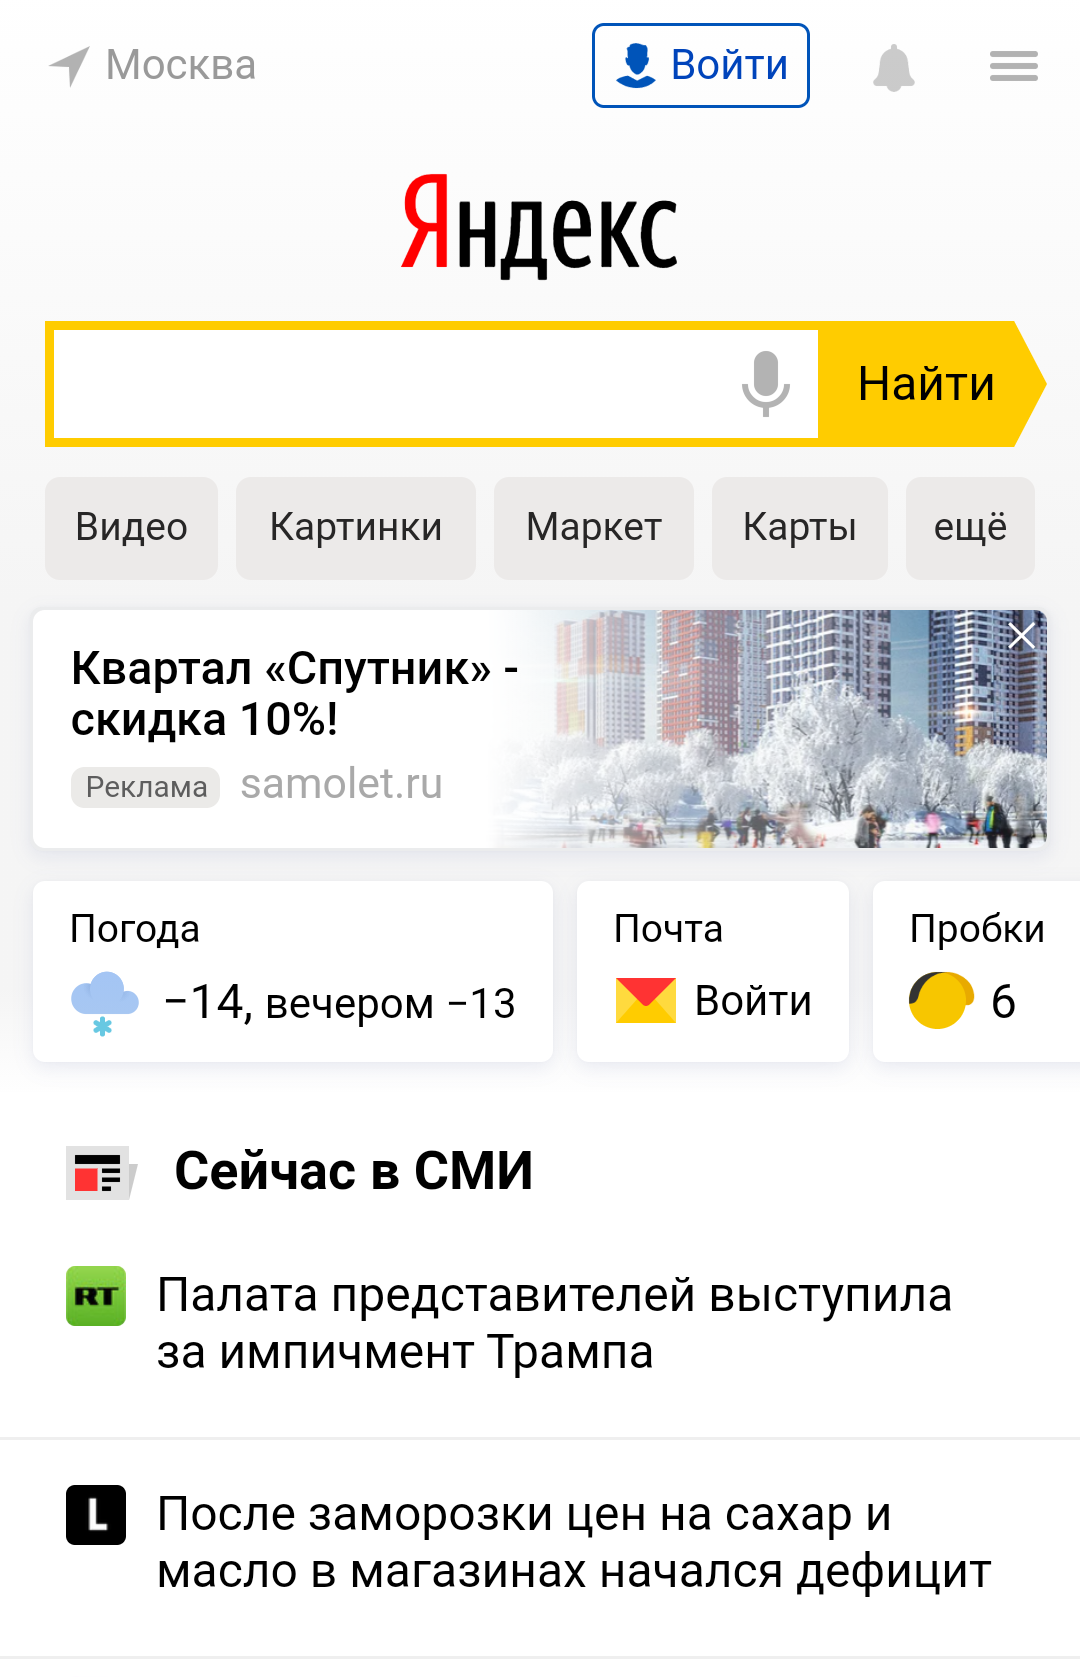 Москва
Войти
Яндекс
Найти
Видео
Картинки
Маркет
Карты
ещё
Квартал «Спутник» -
скидка 10%!
Реклама samolet.ru
Погода
−14, вечером −13
Почта
Войти
Пробки
6
Сейчас в СМИ
RT
Палата представителей выступила
за импичмент Трампа
L
После заморозки цен на сахар и
масло в магазинах начался дефицит